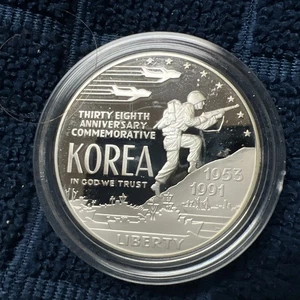 THIRTY EIGHTH
ANNIVERSARY
COMMEMORATIVE
KOREA
IN GOD WE TRUST
1953
1991
LIBERTY